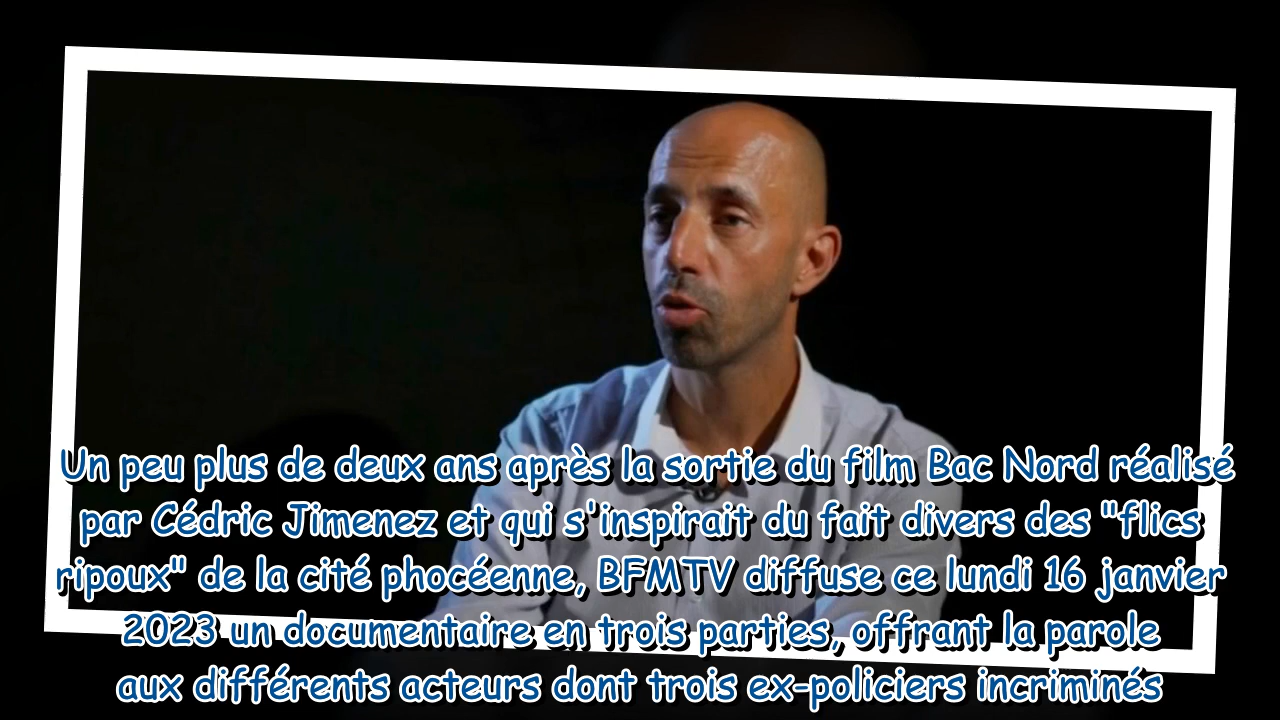 Un peu plus de deux ans après la sortie du film Bac Nord réalisé
par Cédric Jimenez et qui s'inspirait du fait divers des "flics
ripoux" de la cité phocéenne, BFMTV diffuse ce lundi 16 janvier
2023 un documentaire en trois parties, offrant la parole
aux différents acteurs dont trois ex-policiers incriminés